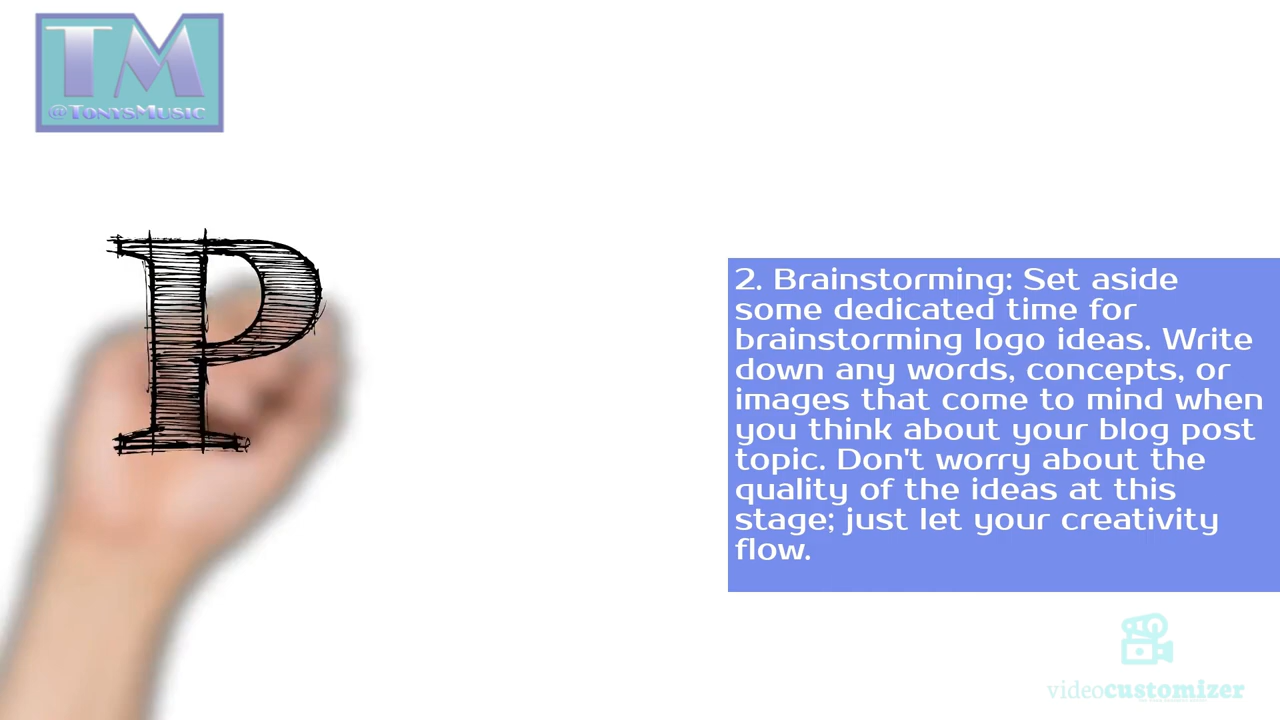 TM
@TonysMusic
P
2. Brainstorming: Set aside
some dedicated time for
brainstorming logo ideas. Write
down any words, concepts, or
images that come to mind when
you think about your blog post
topic. Don't worry about the
quality of the ideas at this
stage; just let your creativity
flow.
videocustomizer